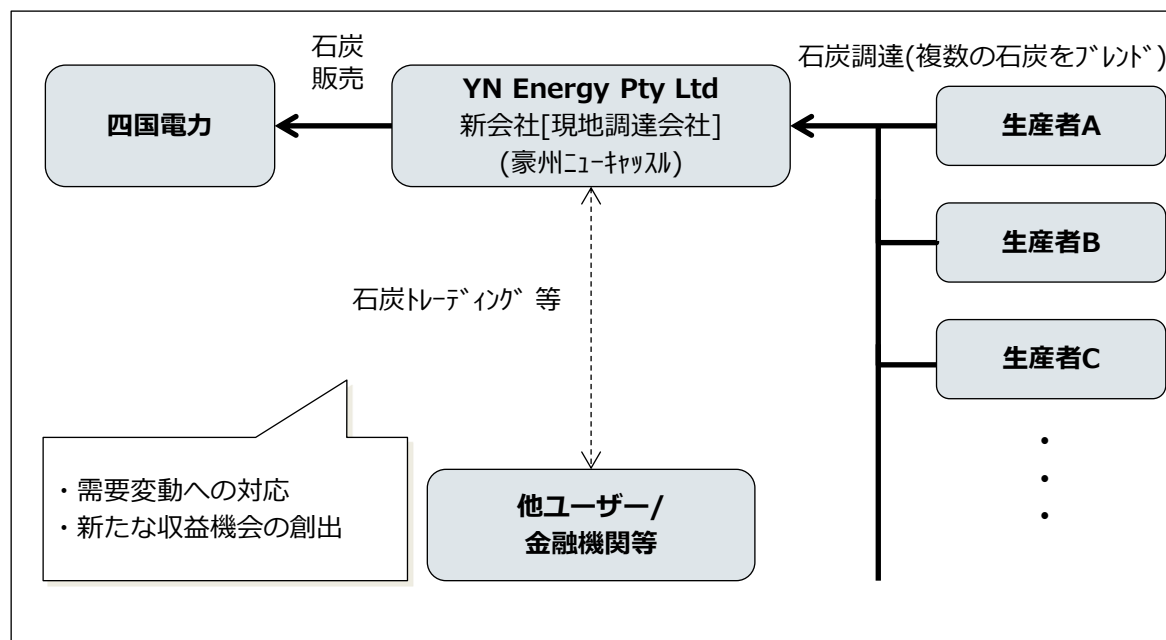 石炭
販売
石炭調達(複数の石炭をﾌﾞﾚﾝﾄﾞ)
四国電力
YN Energy Pty Ltd
新会社[現地調達会社]
(豪州ﾆｭｰｷｬｯｽﾙ)
生産者A
生産者B
石炭ﾄﾚｰﾃﾞｨﾝｸﾞ 等
生産者C
・需要変動への対応
・新たな収益機会の創出
他ユーザー/
金融機関等
・
・
・